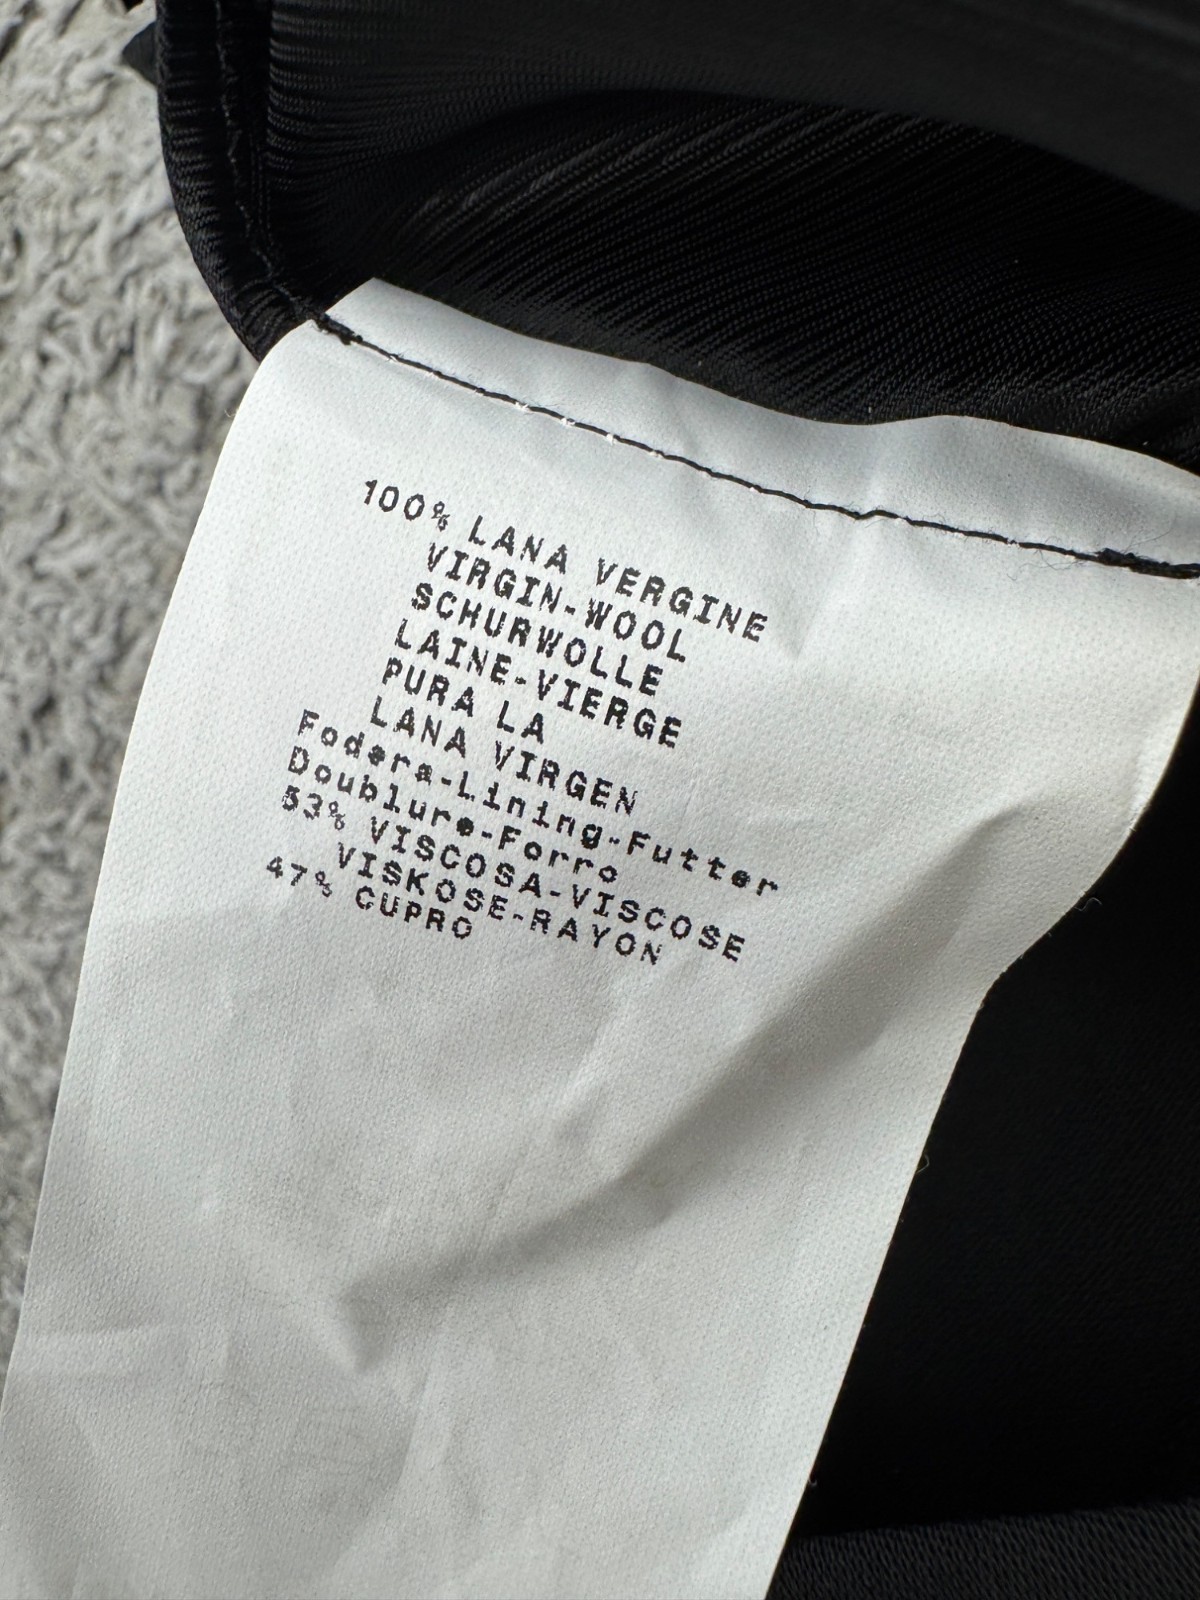 100% LANA VERGINE
VIRGIN-WOOL
SCHURWOLLE
LAINE-VIERGE
PURA LA
LANA VIRGEN
Fodera-Lining-Futter
Doublure-Forro
53% VISCOSA-VISCOSE
VISKOSE-RAYON
47% CUPRO